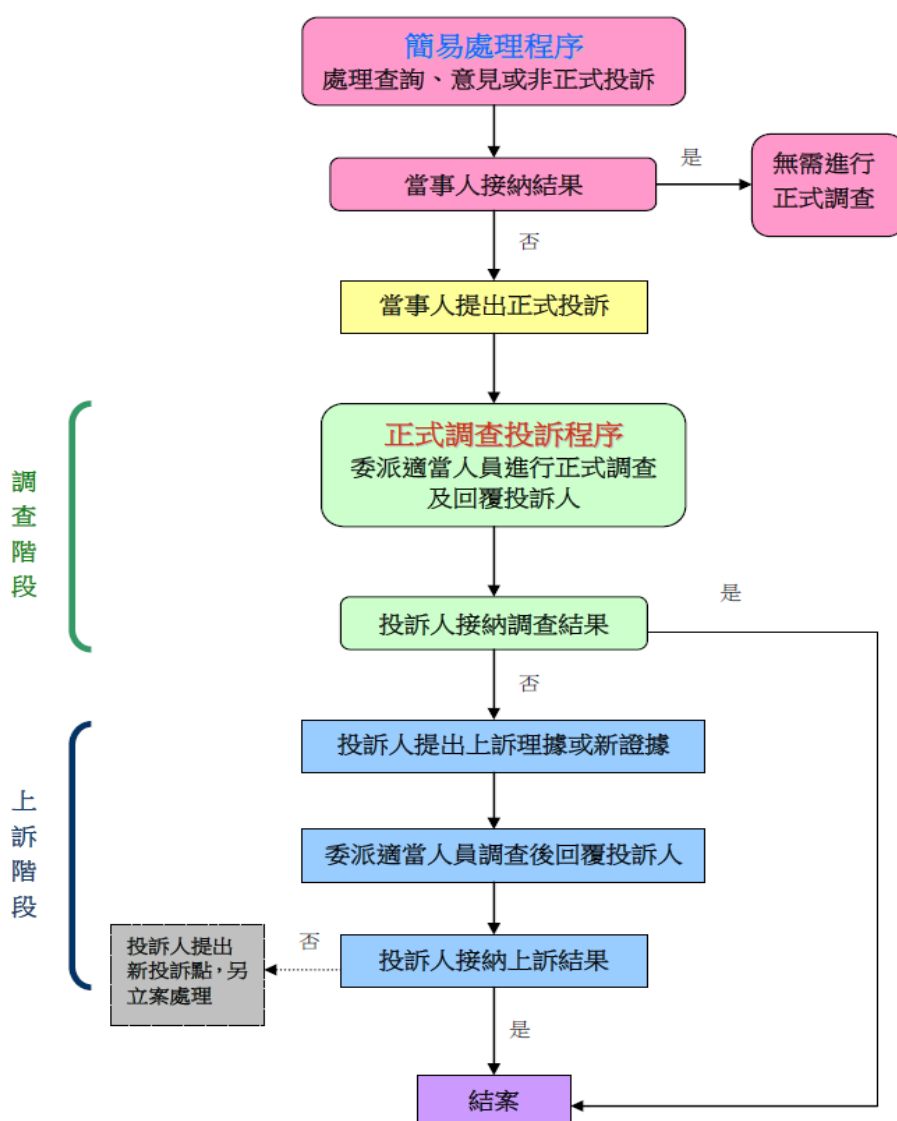 簡易處理程序
處理查詢、意見或非正式投訴
是
當事人接納結果
無需進行
正式調查
否
當事人提出正式投訴
調查階段
正式調查投訴程序
委派適當人員進行正式調查
及回覆投訴人
是
投訴人接納調查結果
否
上訴階段
投訴人提出上訴理據或新證據
委派適當人員調查後回覆投訴人
投訴人接納上訴結果
否
投訴人提出
新投訴點，另
立案處理
是
結案